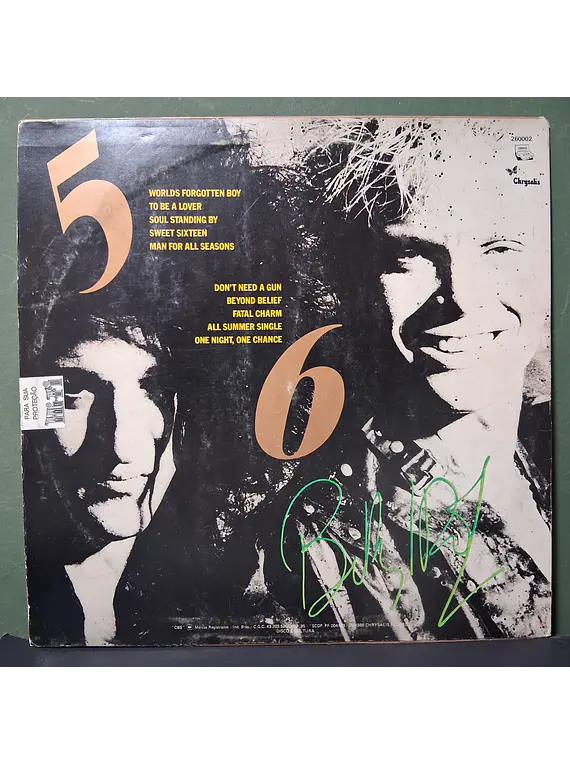 260002
Chrysalis
5
WORLDS FORGOTTEN BOY
TO BE A LOVER
SOUL STANDING BY
SWEET SIXTEEN
MAN FOR ALL SEASONS
DON'T NEED A GUN
BEYOND BELIEF
FATAL CHARM
ALL SUMMER SINGLE
ONE NIGHT, ONE CHANCE
6
PARA SUA
PROTEÇÃO
Billy Idol
DISCO É CULTURA